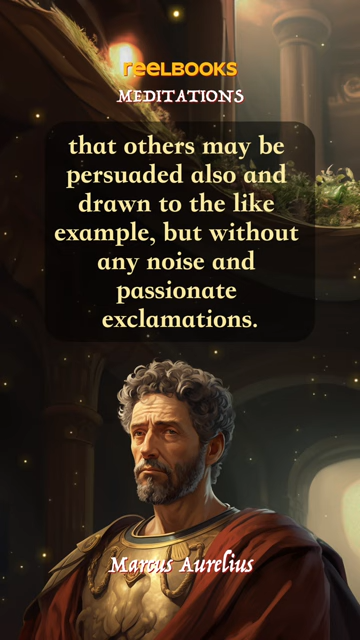 reelBOOKS
MEDITATIONS
that others may be
persuaded also and
drawn to the like
example, but without
any noise and
passionate
exclamations.
Marcus Aurelius